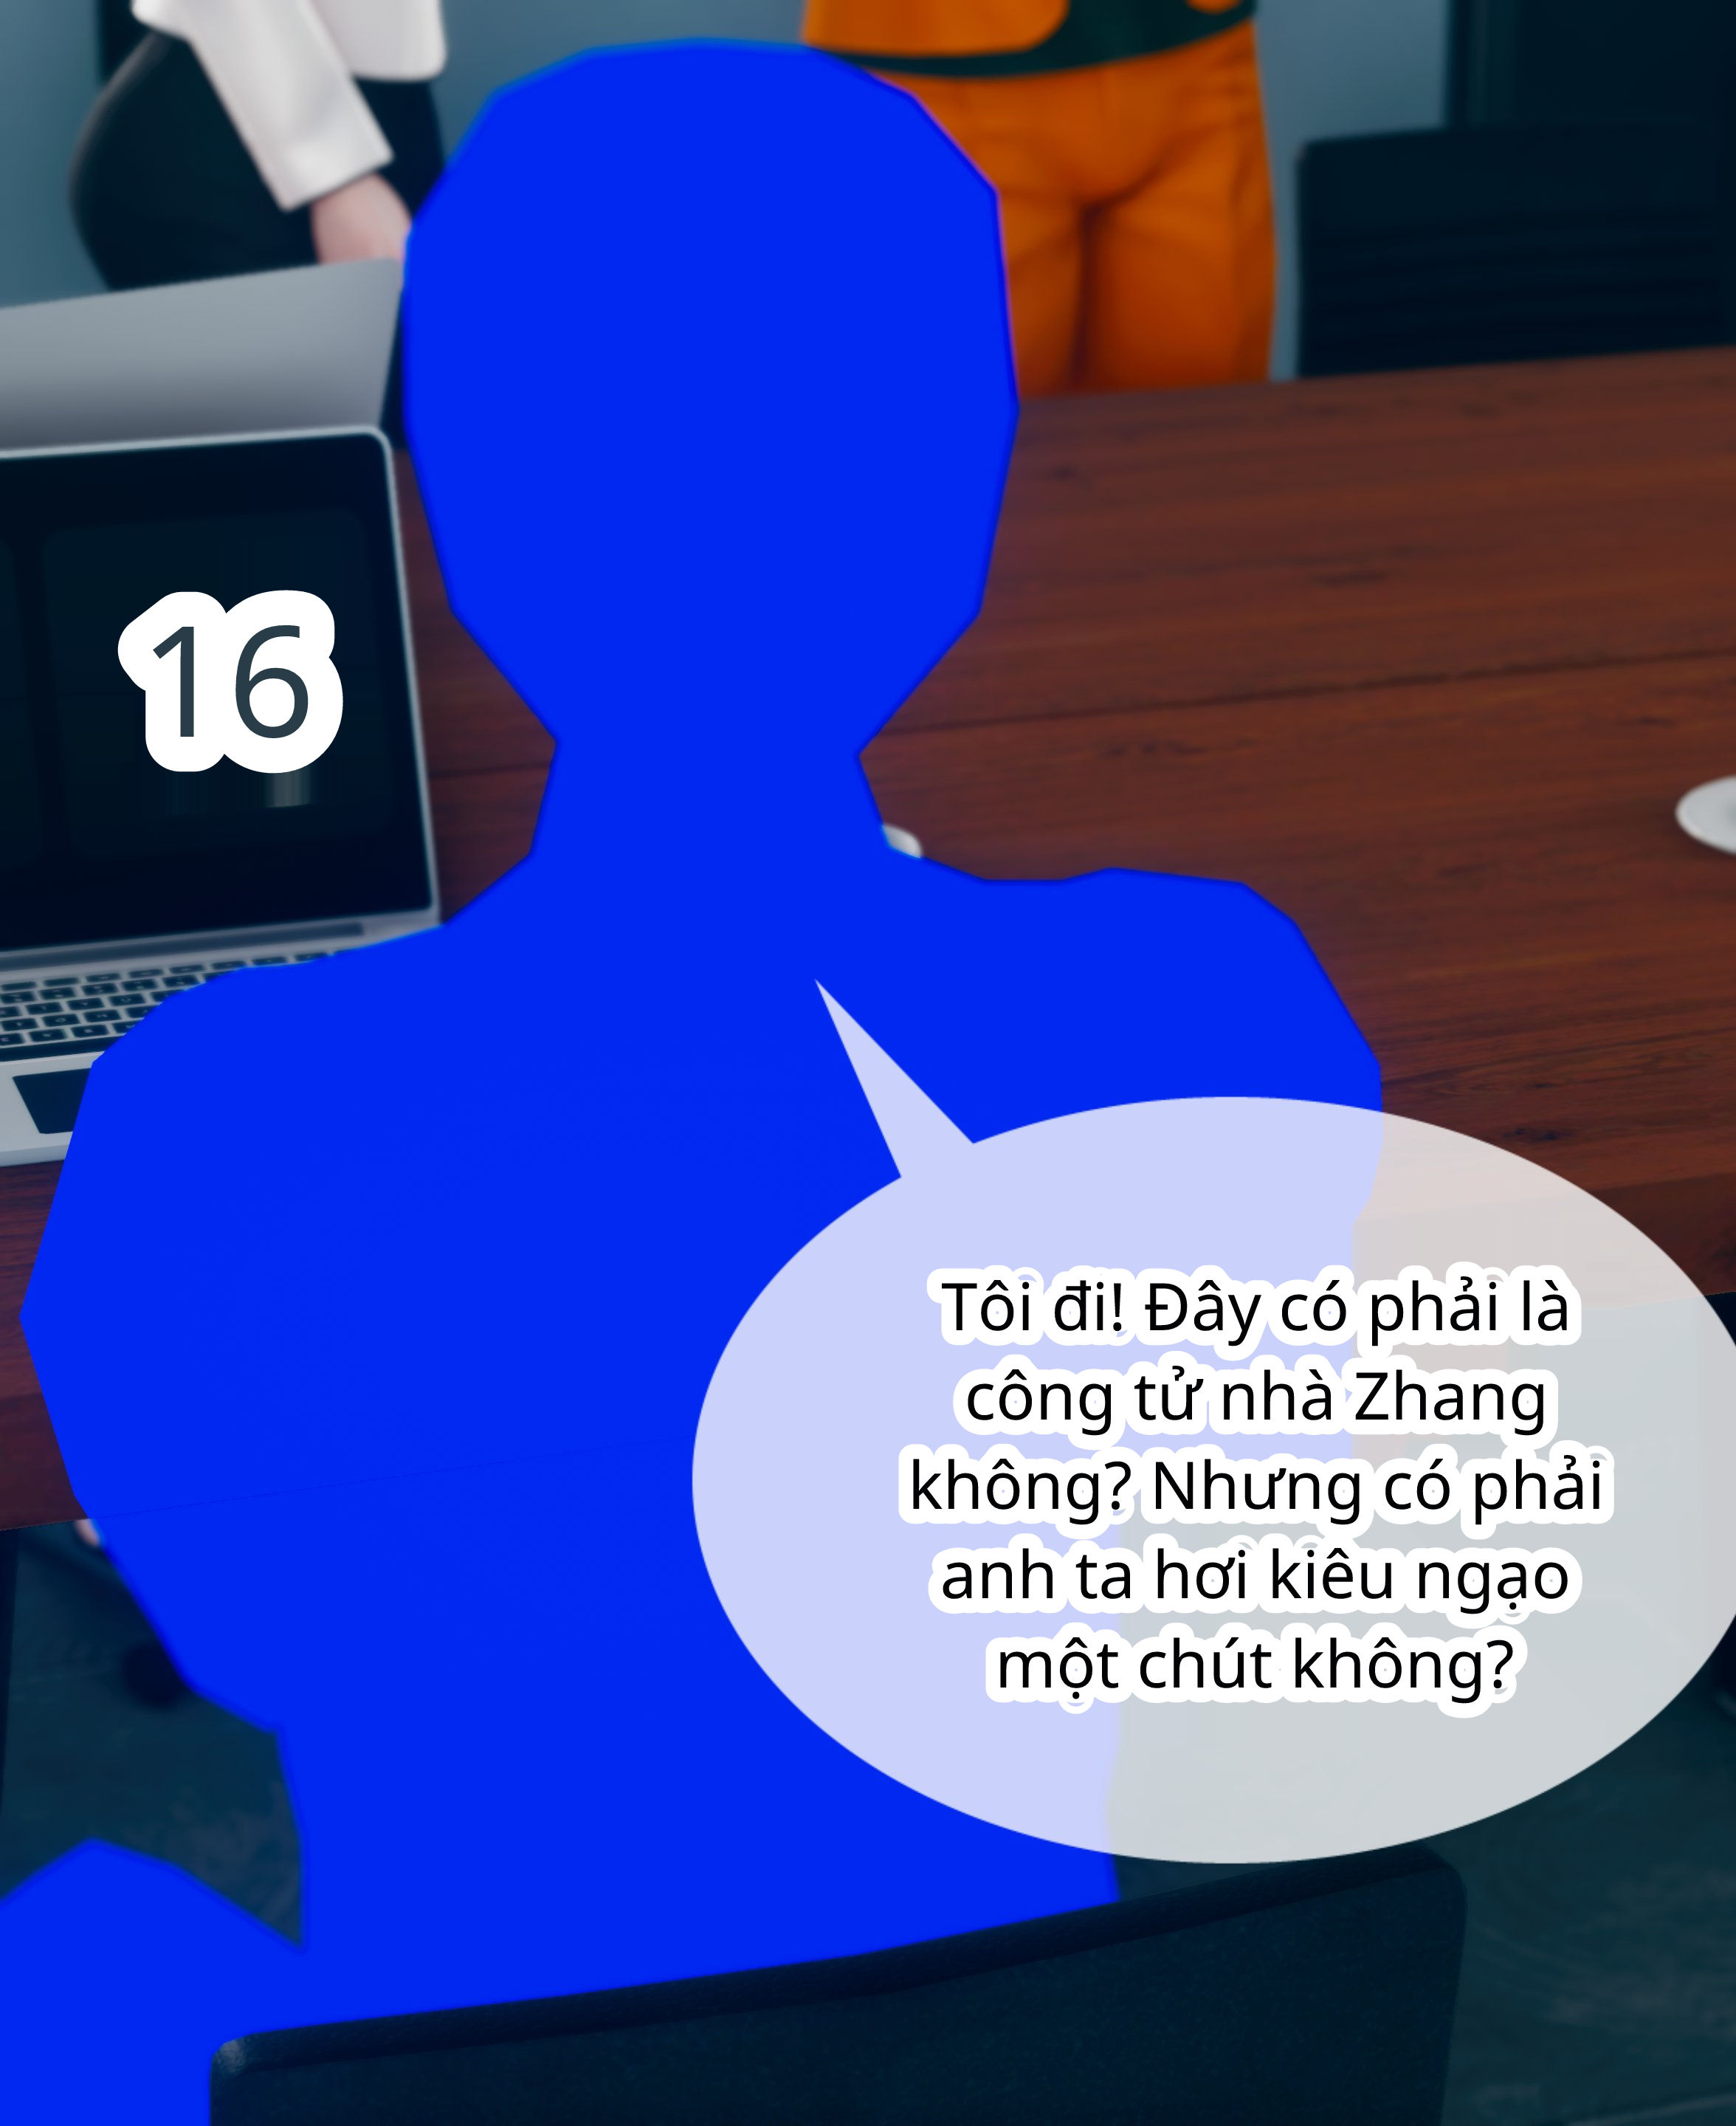 16
Tôi đi! Đây có phải là
công tử nhà Zhang
không? Nhưng có phải
anh ta hơi kiêu ngạo
một chút không?